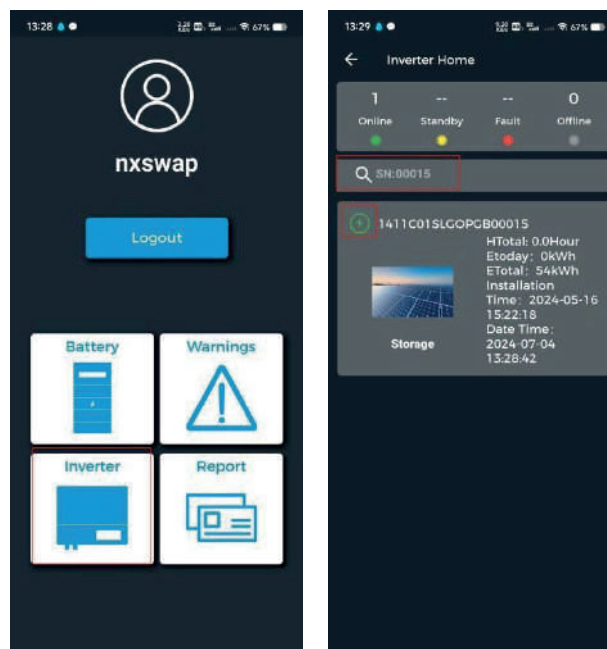 13:28
67%
nxswap
Logout
Battery
Warnings
Inverter
Report
13:29
67%
Inverter Home
1
--
--
0
Online
Standby
Fault
Offline
SN:00015
1411C01SLGOPGB00015
HTotal: 0.0Hour
Etoday: 0kWh
ETotal: 54kWh
Installation
Time: 2024-05-16
15:22:18
Date Time:
2024-07-04
13:28:42
Storage